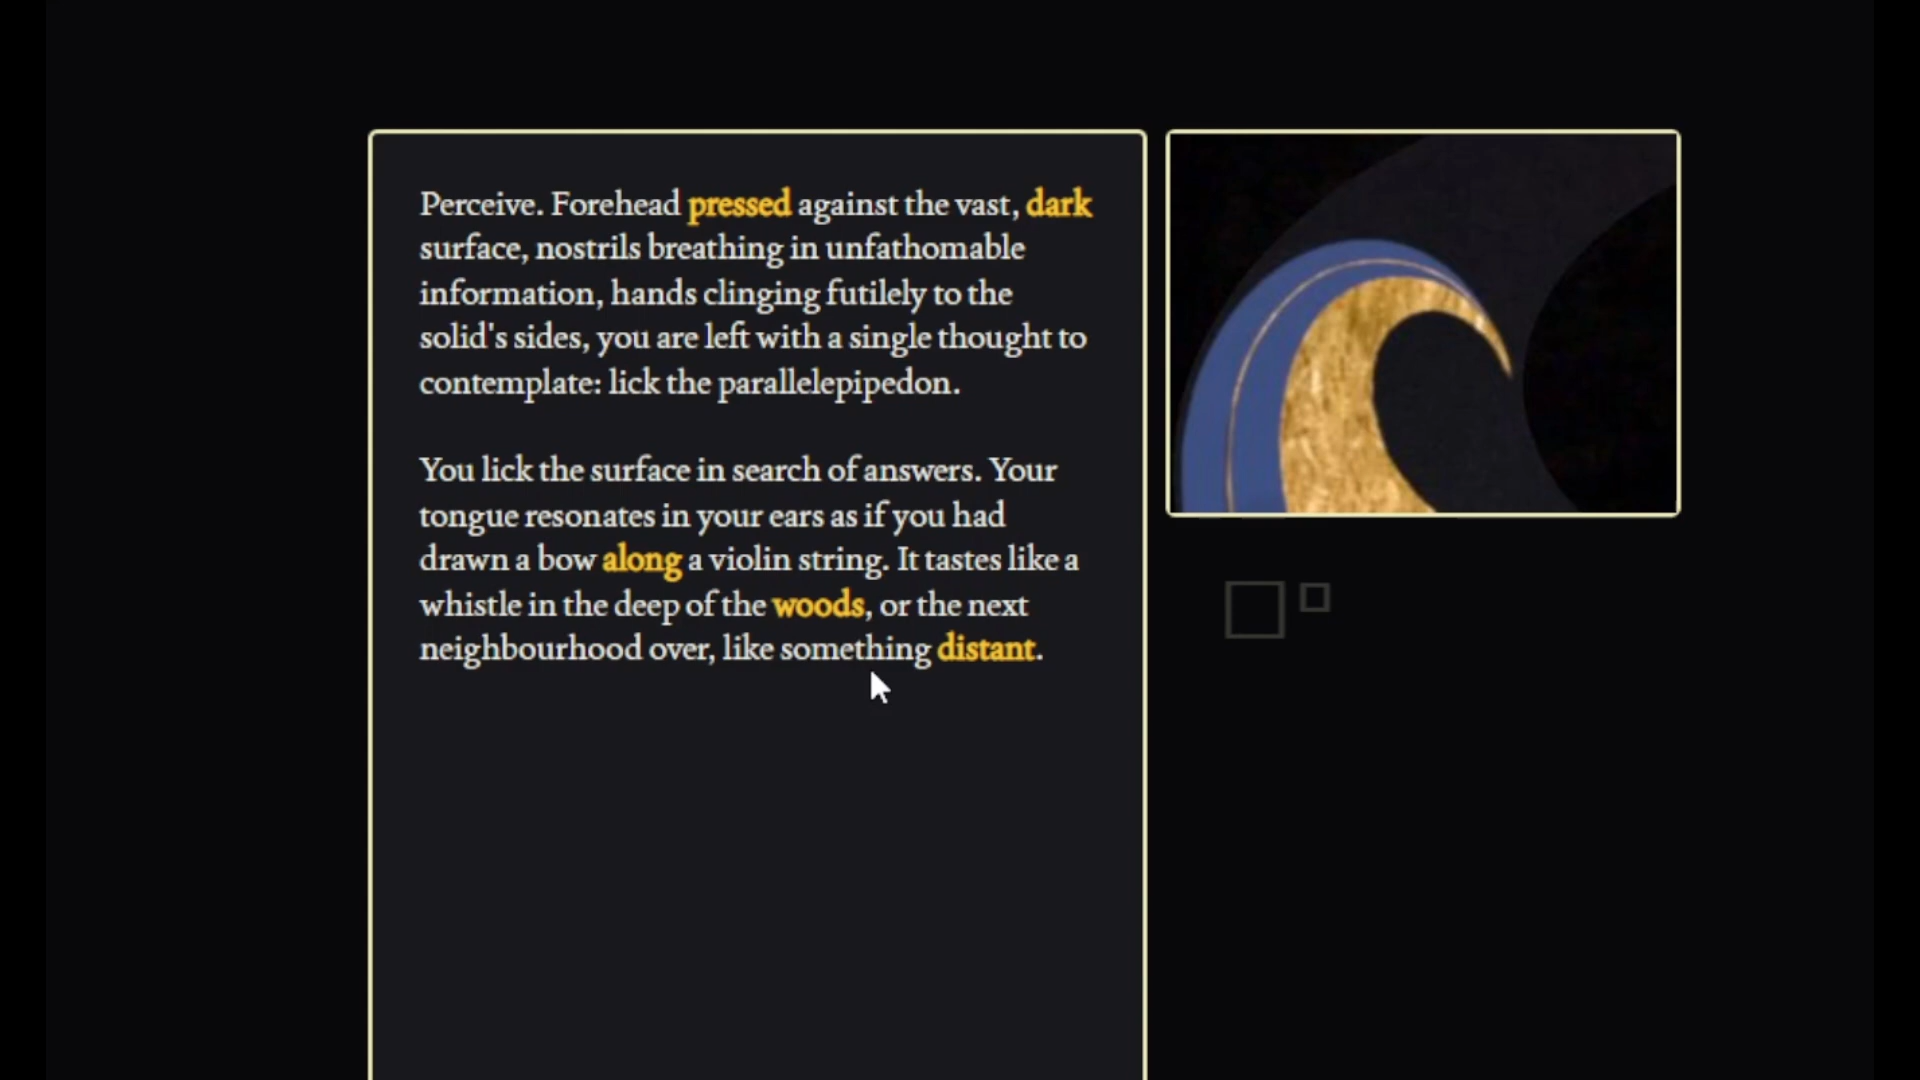 Perceive. Forehead pressed against the vast, dark
surface, nostrils breathing in unfathomable
information, hands clinging futilely to the
solid's sides, you are left with a single thought to
contemplate: lick the parallelepipedon.
You lick the surface in search of answers. Your
tongue resonates in your ears as if you had
drawn a bow along a violin string. It tastes like a
whistle in the deep of the woods, or the next
neighbourhood over, like something distant.